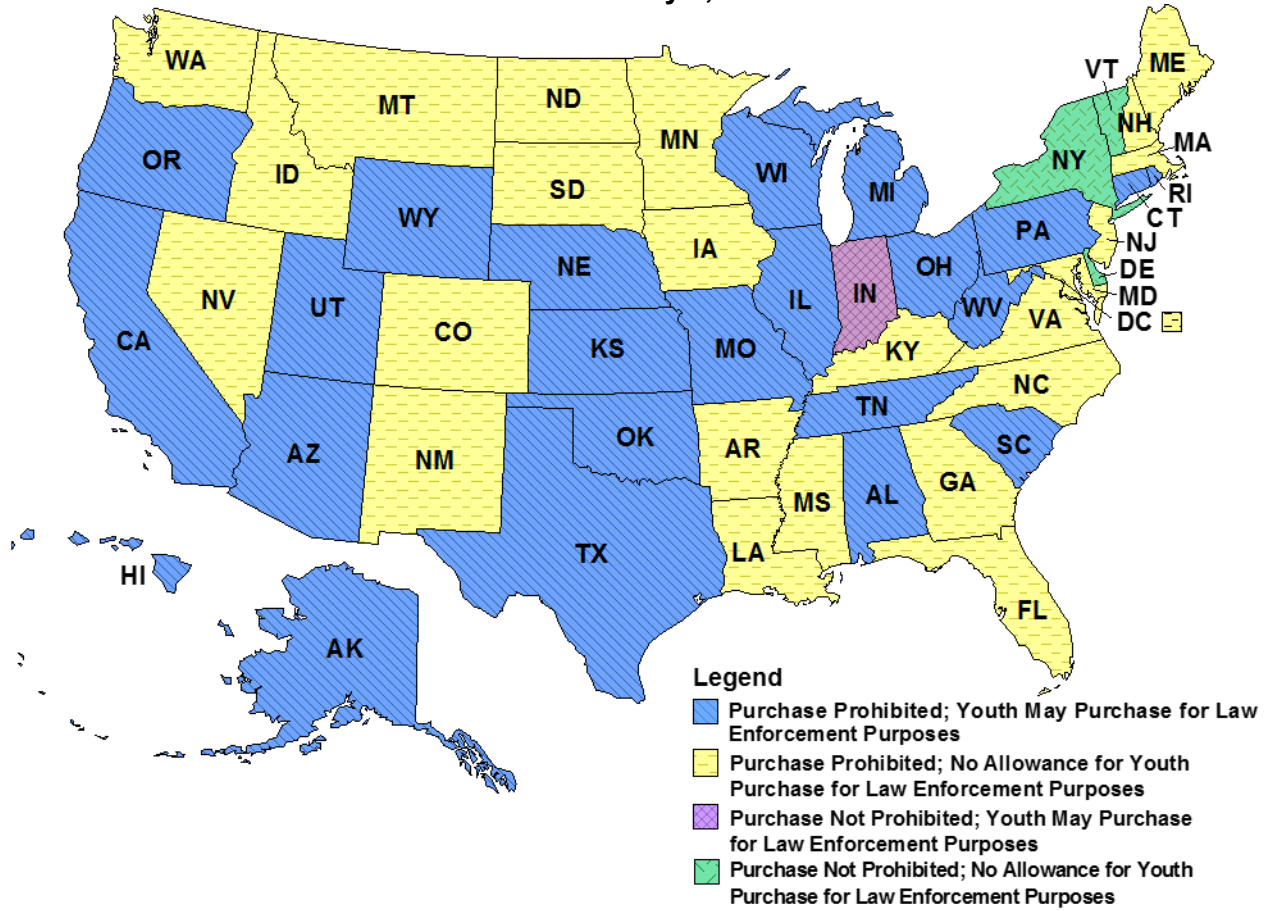 WA
MT
ND
MN
VT
ME
NH
MA
OR
ID
SD
WI
NY
MI
RI
WY
CT
IA
PA
NJ
NE
OH
DE
NV
UT
IL
IN
MD
WV
CO
VA
DC
CA
KS
MO
KY
NC
TN
OK
AR
SC
AZ
NM
GA
MS
AL
TX
LA
HI
FL
AK
Legend
Purchase Prohibited; Youth May Purchase for Law
Enforcement Purposes
Purchase Prohibited; No Allowance for Youth
Purchase for Law Enforcement Purposes
Purchase Not Prohibited; Youth May Purchase
for Law Enforcement Purposes
Purchase Not Prohibited; No Allowance for Youth
Purchase for Law Enforcement Purposes